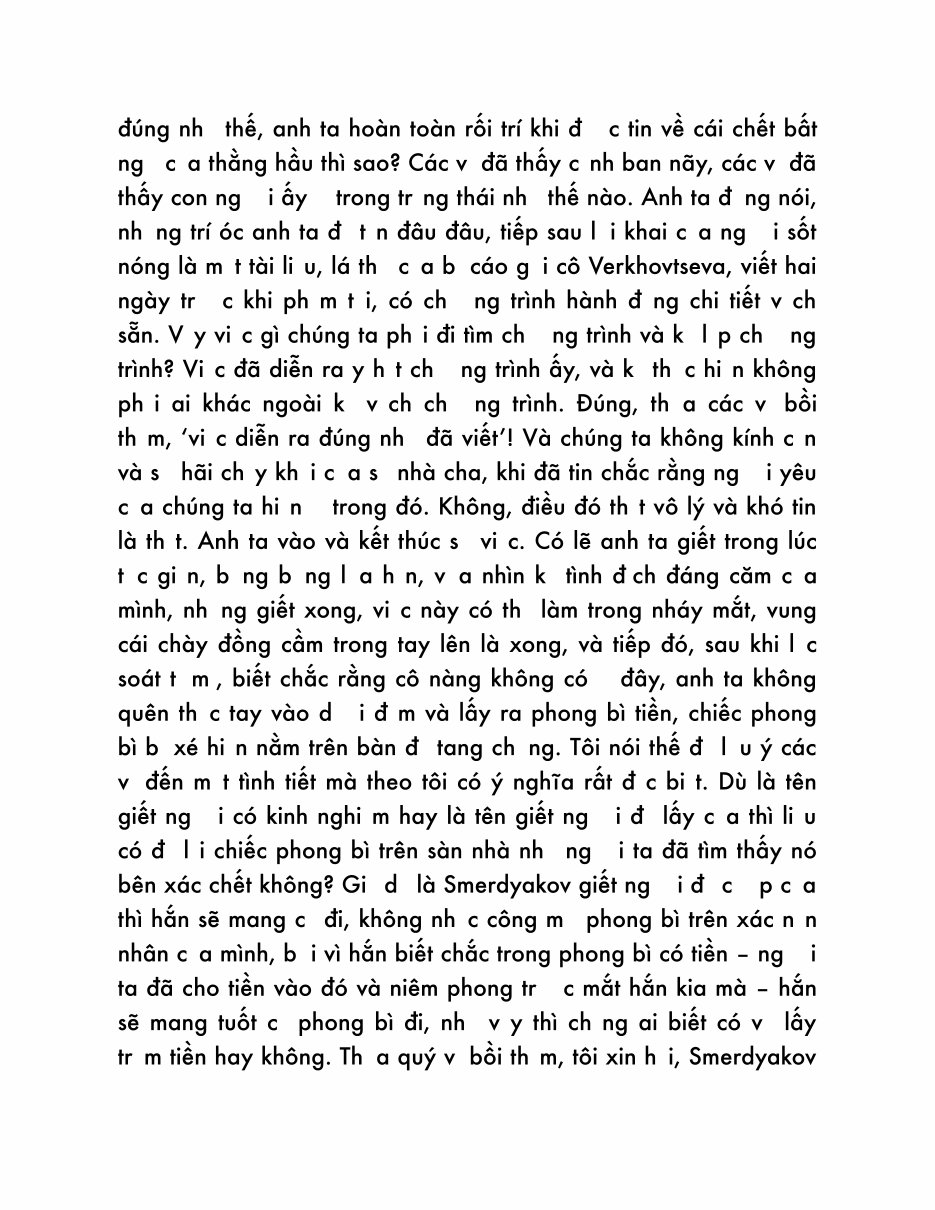 đúng nh thế, anh ta hoàn toàn rối trí khi đ c tin về cái chết bất
ng c a thằng hầu thì sao? Các v đã thấy c nh ban nãy, các v đã
thấy con ng i ấy trong tr ng thái nh thế nào. Anh ta đ ng nói,
nh ng trí óc anh ta đ t n đâu đâu, tiếp sau l i khai c a ng i sốt
nóng là m t tài li u, lá th c a b cáo g i cô Verkhovtseva, viết hai
ngày tr c khi ph m t i, có ch ng trình hành đ ng chi tiết v ch
sẵn. V y vi c gì chúng ta ph i đi tìm ch ng trình và k l p ch ng
trình? Vi c đã diễn ra y h t ch ng trình ấy, và k th c hi n không
ph i ai khác ngoài k v ch ch ng trình. Đúng, th a các v bồi
th m, ‘vi c diễn ra đúng nh đã viết’! Và chúng ta không kính c n
và s hãi ch y kh i c a s nhà cha, khi đã tin chắc rằng ng i yêu
c a chúng ta hi n trong đó. Không, điều đó th t vô lý và khó tin
là th t. Anh ta vào và kết thúc s vi c. Có lẽ anh ta giết trong lúc
t c gi n, b ng b ng l a h n, v a nhìn k tình đ ch đáng căm c a
mình, nh ng giết xong, vi c này có th làm trong nháy mắt, vung
cái chày đồng cầm trong tay lên là xong, và tiếp đó, sau khi l c
soát t m , biết chắc rằng cô nàng không có đây, anh ta không
quên th c tay vào d i đ m và lấy ra phong bì tiền, chiếc phong
bì b xé hi n nằm trên bàn đ tang ch ng. Tôi nói thế đ l u ý các
v đến m t tình tiết mà theo tôi có ý nghĩa rất đ c bi t. Dù là tên
giết ng i có kinh nghi m hay là tên giết ng i đ lấy c a thì li u
có đ l i chiếc phong bì trên sàn nhà nh ng i ta đã tìm thấy nó
bên xác chết không? Gi d là Smerdyakov giết ng i đ c p c a
thì hắn sẽ mang c đi, không nh c công m phong bì trên xác n n
nhân c a mình, b i vì hắn biết chắc trong phong bì có tiền – ng i
ta đã cho tiền vào đó và niêm phong tr c mắt hắn kia mà – hắn
sẽ mang tuốt c phong bì đi, nh v y thì ch ng ai biết có v lấy
tr m tiền hay không. Th a quý v bồi th m, tôi xin h i, Smerdyakov